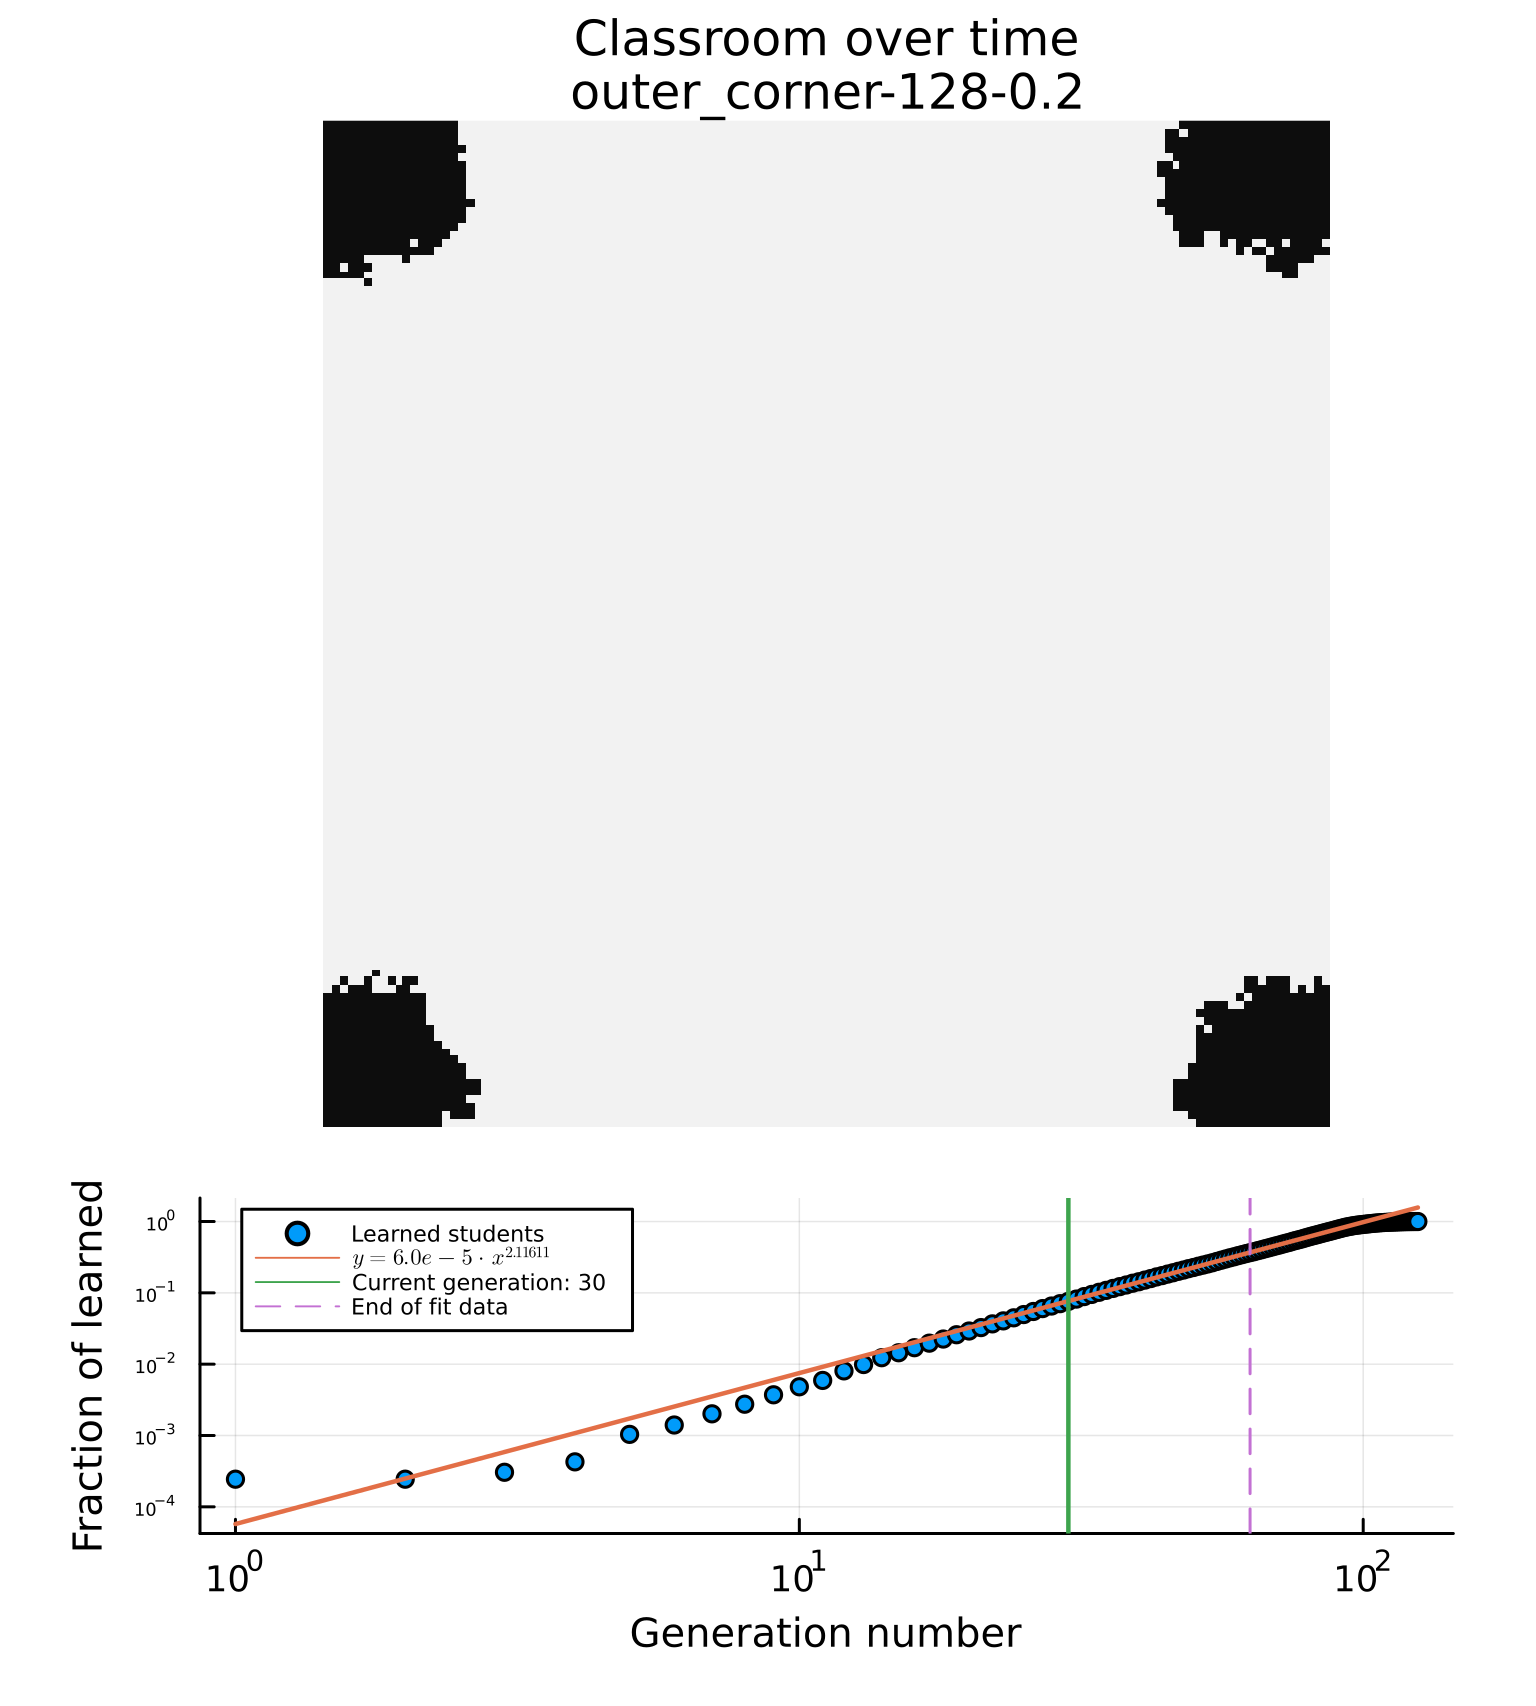 Classroom over time
outer_corner-128-0.2
Fraction of learned
10^0
10^-1
10^-2
10^-3
10^-4
Learned students
y = 6.0e − 5 · x^2.11611
Current generation: 30
End of fit data
10^0 10^1 10^2
Generation number